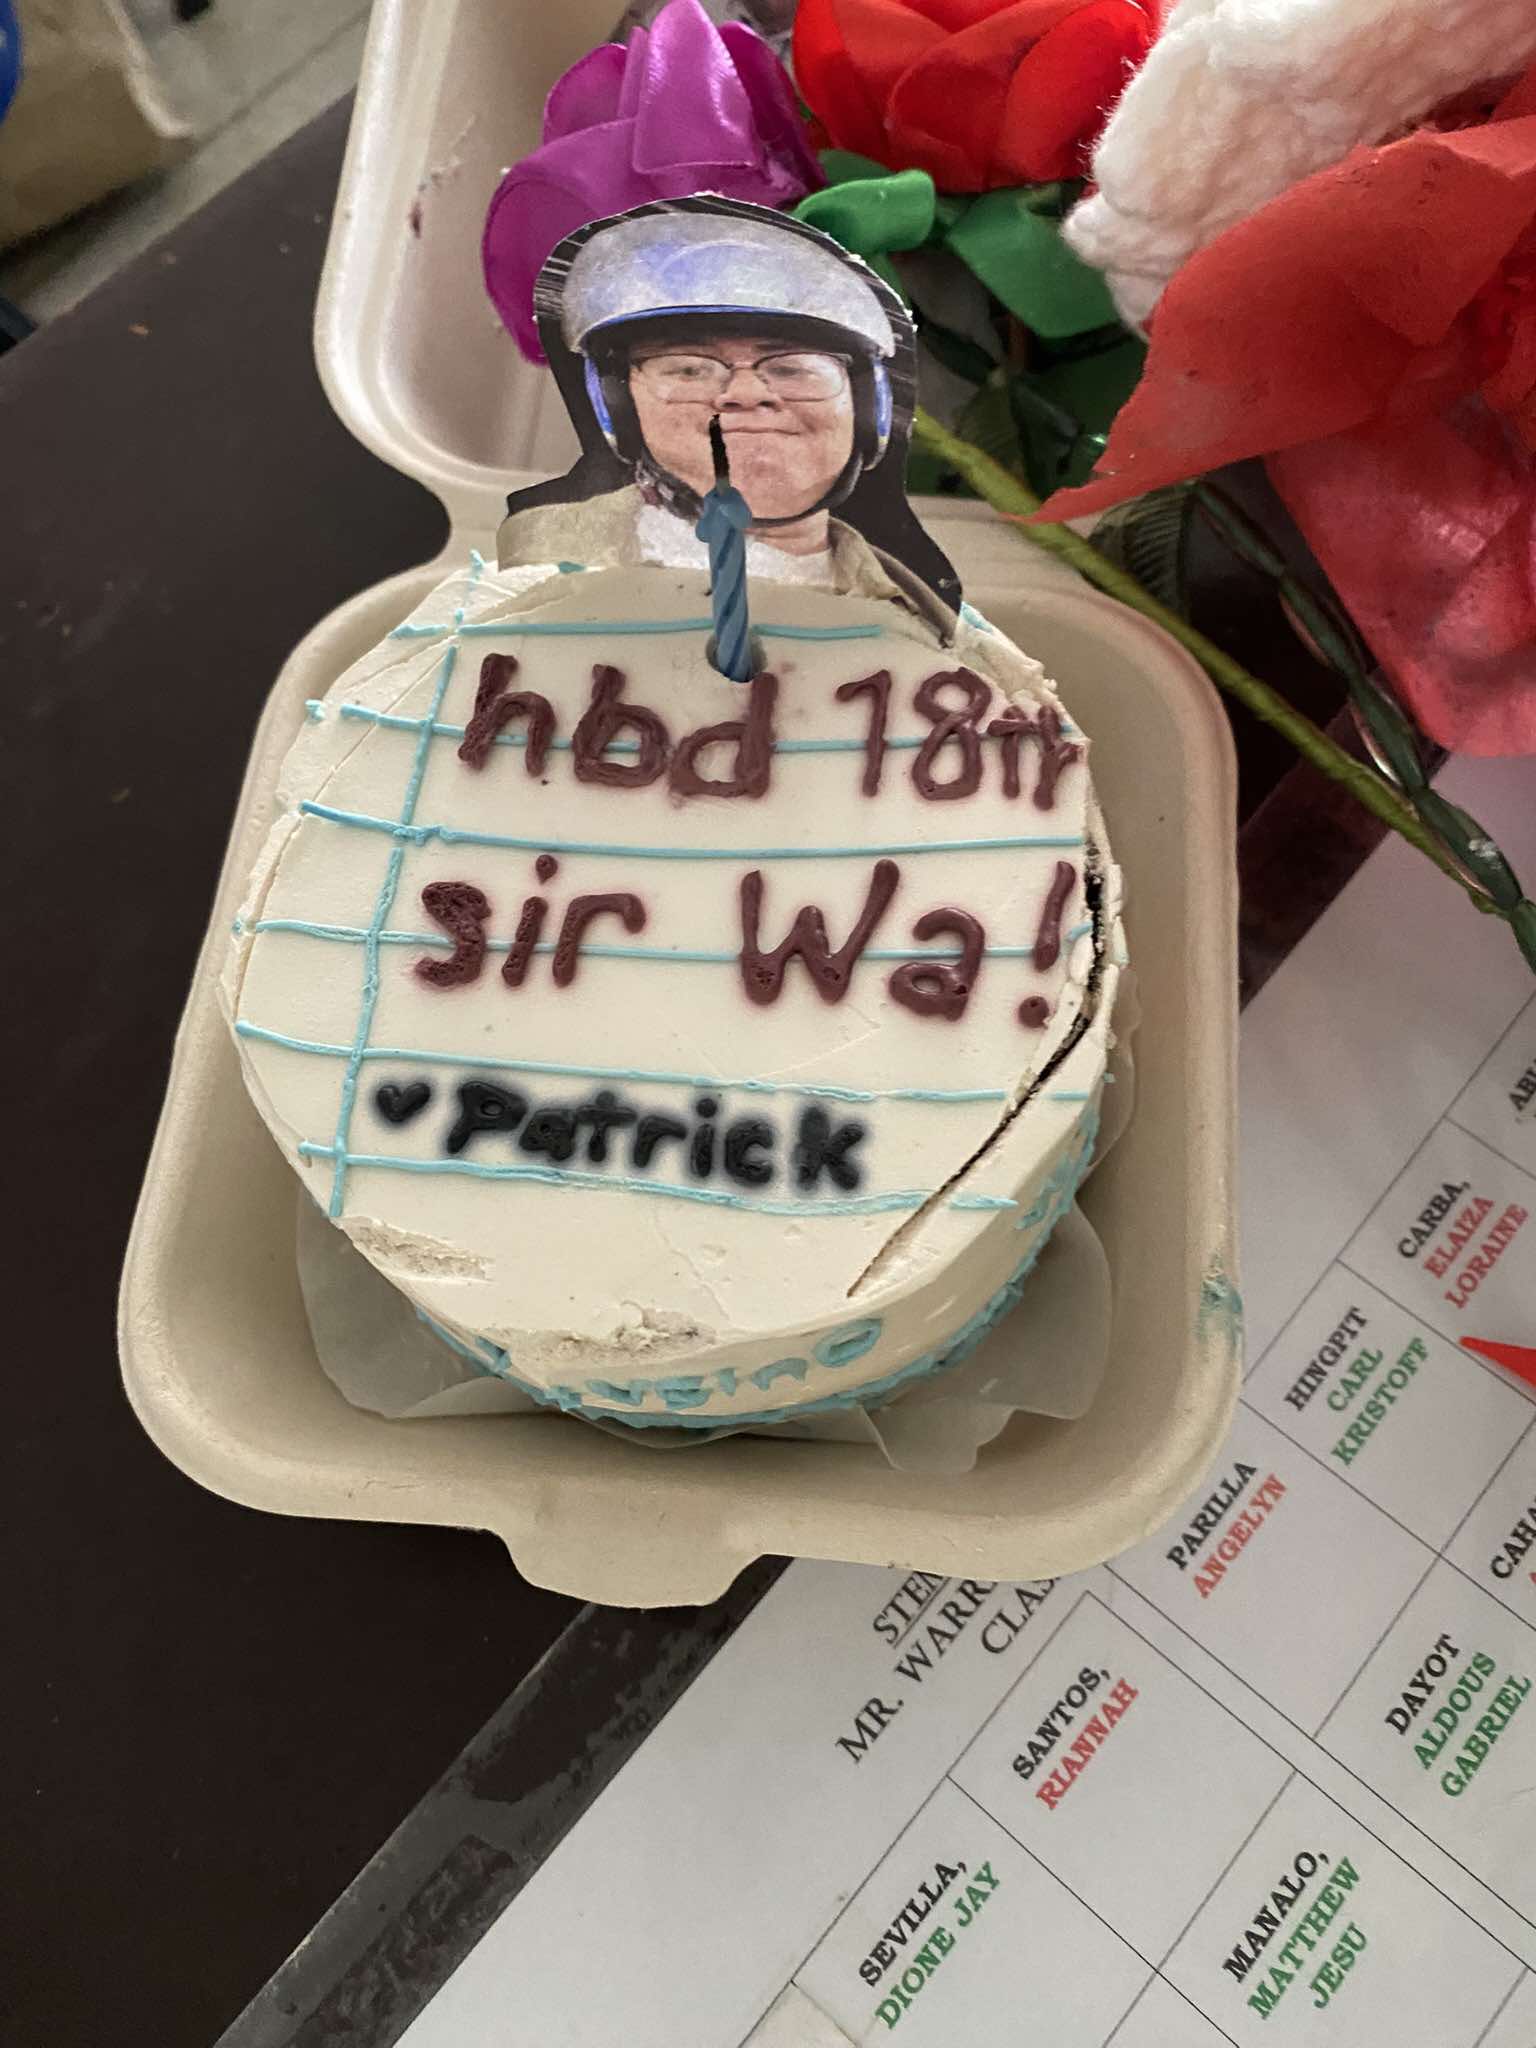 hbd 18th
sir Wa!
♥ Patrick
MR. WARR
CLAS
SANTOS,
RIANNAH
SEVILLA,
DIONE JAY
PARILLA
ANGELYN
HINGPIT
CARL
KRISTOFF
CARBA,
ELAIZA
LORAINE
MANALO,
MATTHEW
JESU
DAYOT
ALDOUS
GABRIEL